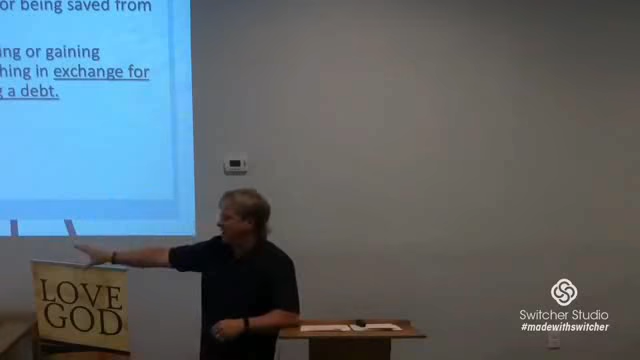 or being saved from
ing or gaining
hing in exchange for
g a debt.
LOVE
GOD
Switcher Studio
#madewithswitcher